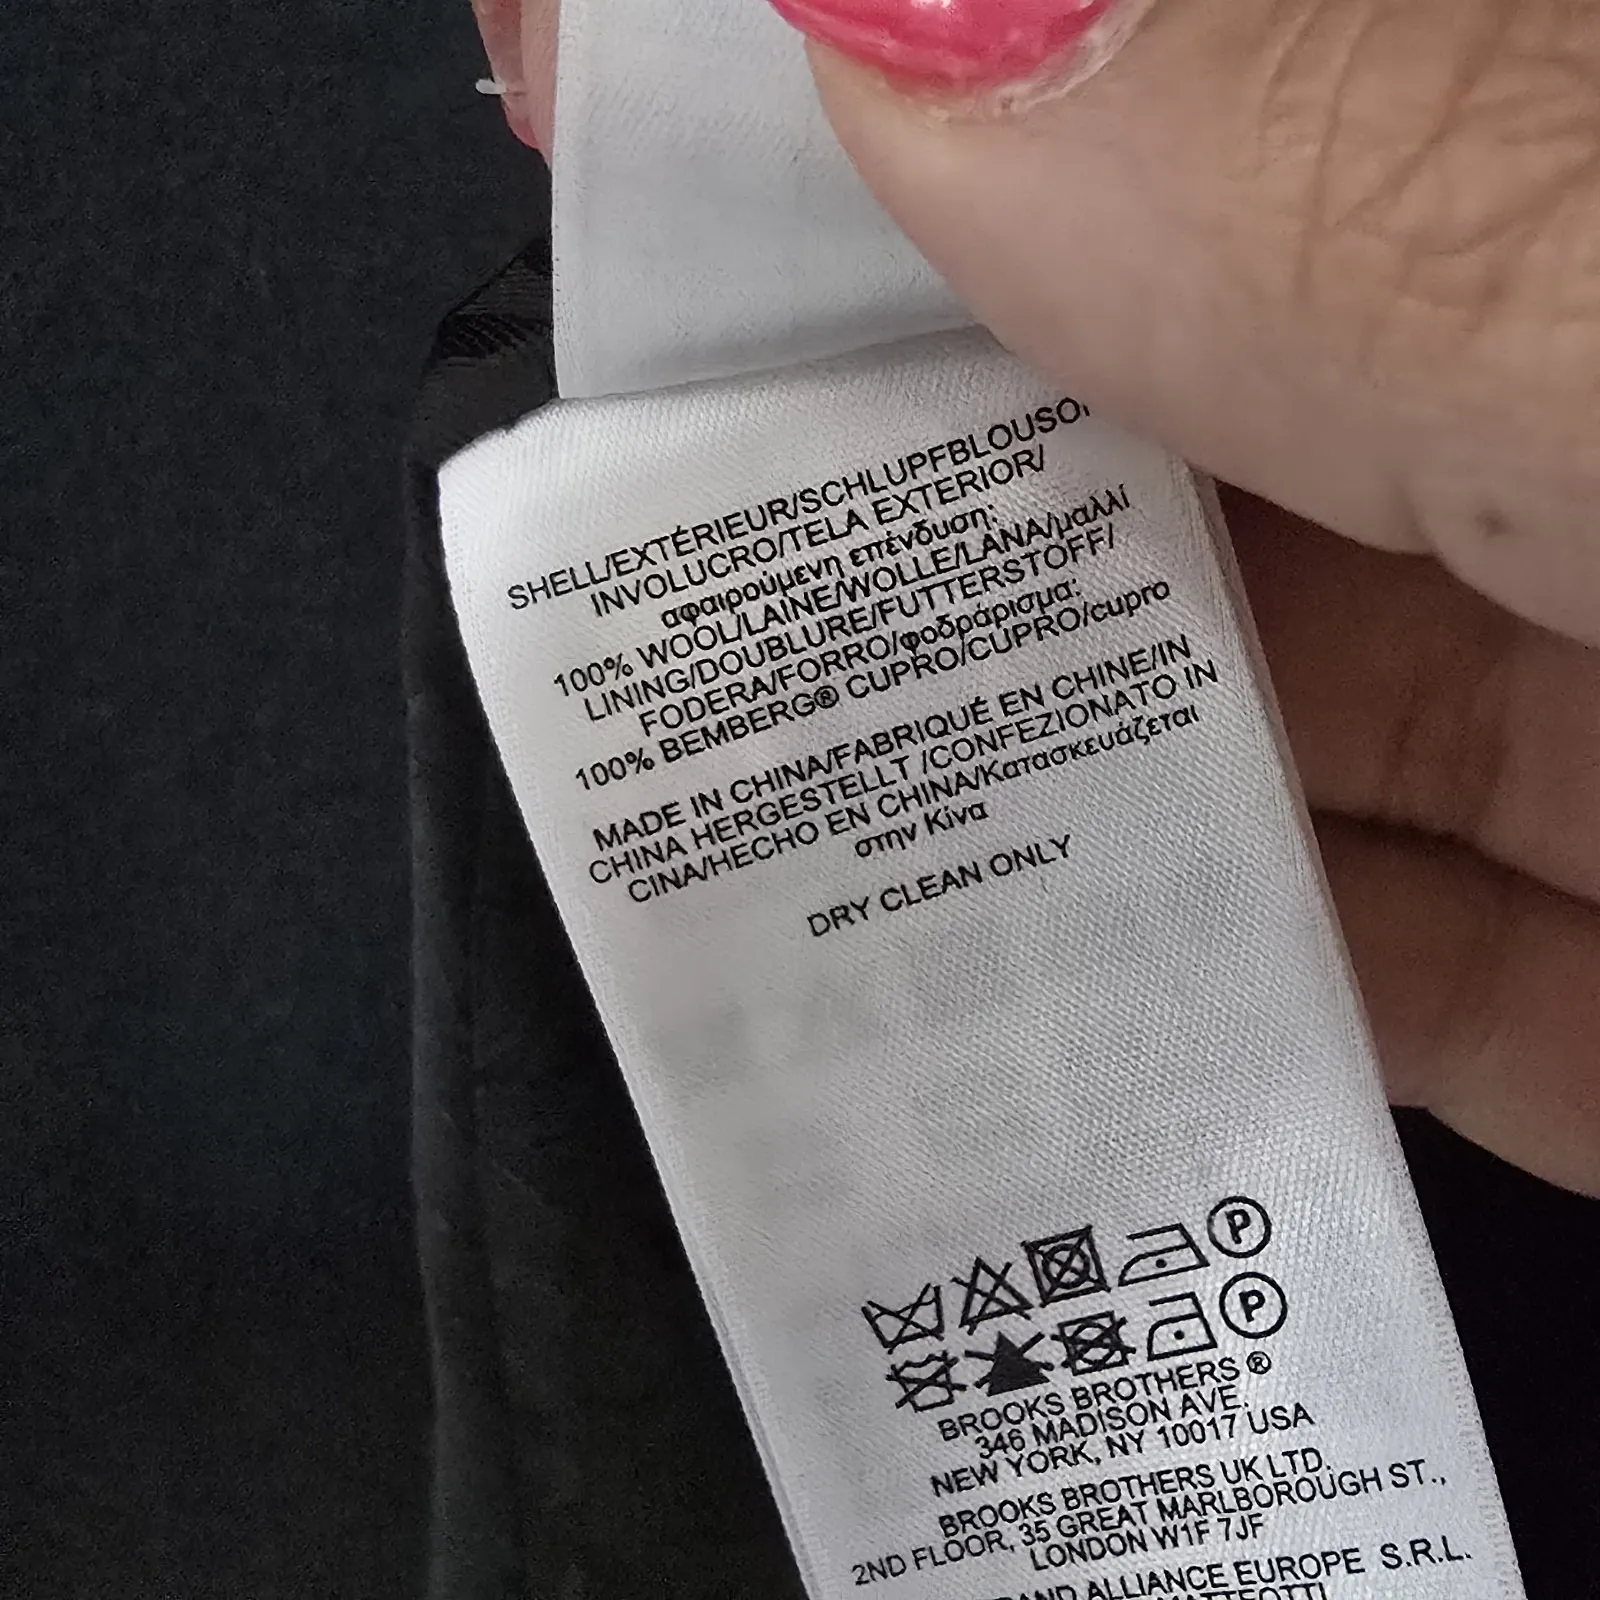 SHELL/EXTÉRIEUR/SCHLUPFBLOUSO
INVOLUCRO/TELA EXTERIOR/
αφαιρούμενη επένδυση:
100% WOOL/LAINE/WOLLE/LANA/μαλλί
LINING/DOUBLURE/FUTTERSTOFF/
FODERA/FORRO/φοδράρισμα:
100% BEMBERG® CUPRO/CUPRO/cupro
MADE IN CHINA/FABRIQUÉ EN CHINE/IN
CHINA HERGESTELLT /CONFEZIONATO IN
CINA/HECHO EN CHINA/Κατασκευάζεται
στην Κίνα
DRY CLEAN ONLY
P
P
BROOKS BROTHERS ®
346 MADISON AVE.
NEW YORK, NY 10017 USA
BROOKS BROTHERS UK LTD.
2ND FLOOR, 35 GREAT MARLBOROUGH ST.,
LONDON W1F 7JF
ALLIANCE EUROPE S.R.L.